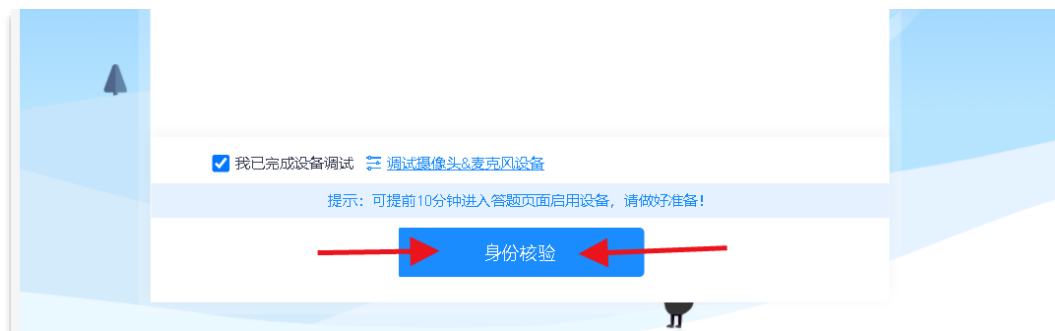 我已完成设备调试 调试摄像头&麦克风设备
提示：可提前10分钟进入答题页面启用设备，请做好准备！
身份核验